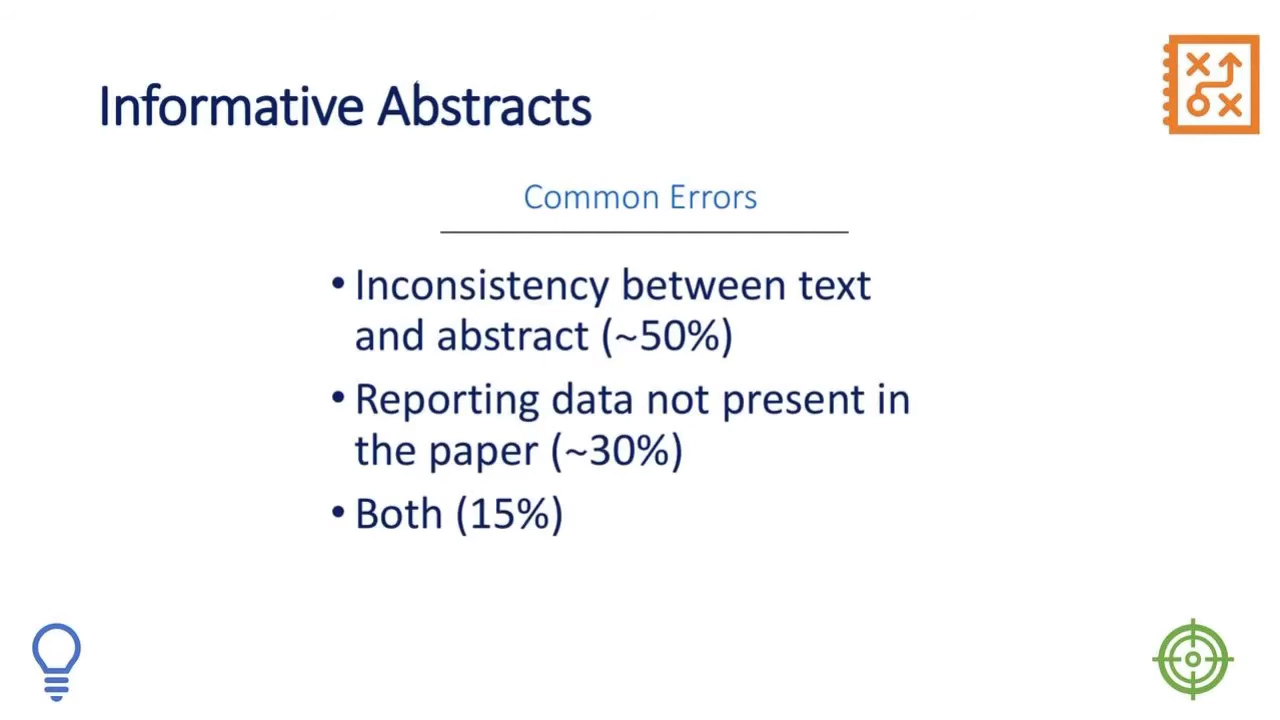 Informative Abstracts
Common Errors
• Inconsistency between text
and abstract (~50%)
• Reporting data not present in
the paper (~30%)
• Both (15%)